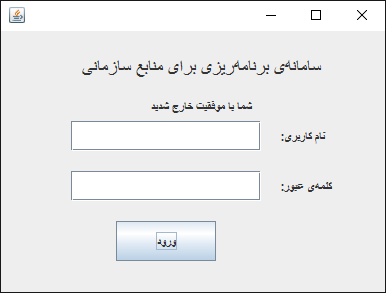 سامانه‌ی برنامه‌ریزی برای منابع سازمانی
شما با موفقیت خارج شدید
نام کاربری:
کلمه‌ی عبور:
ورود